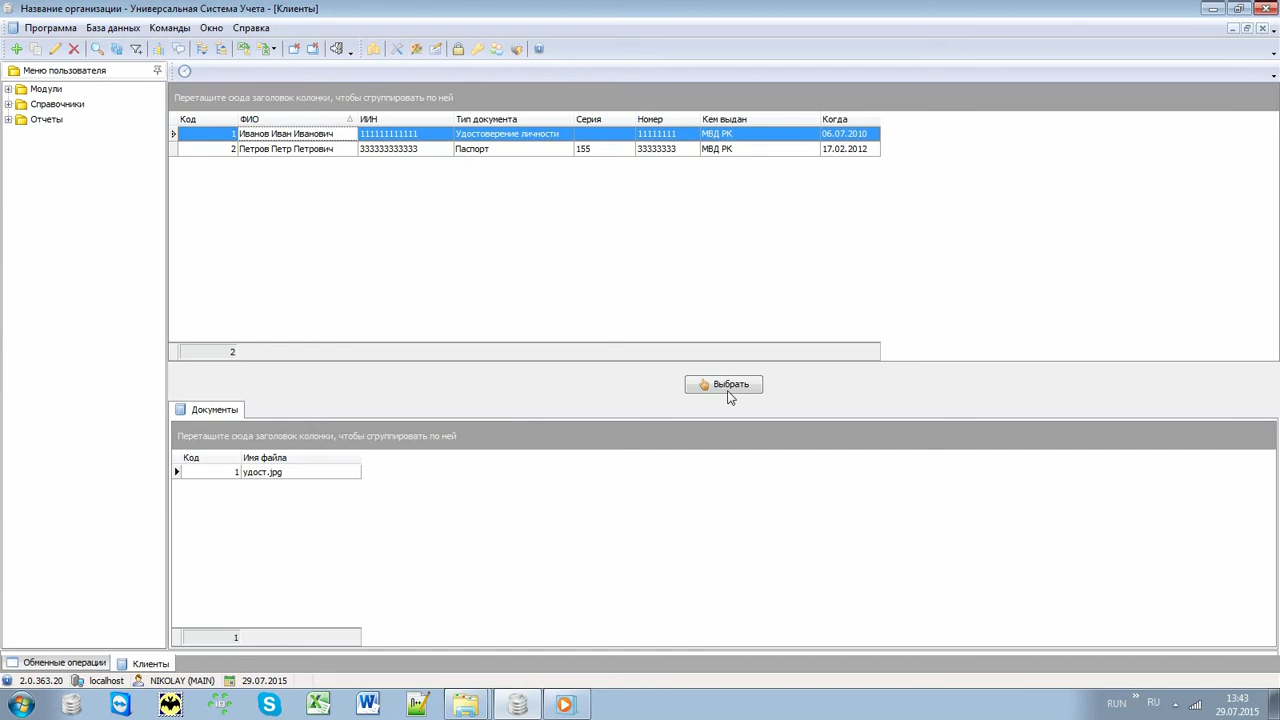 Название организации - Универсальная Система Учета - [Клиенты]
Программа База данных Команды Окно Справка
Меню пользователя
Модули
Справочники
Отчеты
Перетащите сюда заголовок колонки, чтобы сгруппировать по ней
Код ФИО ИИН Тип документа Серия Номер Кем выдан Когда
1 Иванов Иван Иванович 111111111111 Удостоверение личности 11111111 МВД РК 06.07.2010
2 Петров Петр Петрович 333333333333 Паспорт 155 33333333 МВД РК 17.02.2012
2
Выбрать
Документы
Перетащите сюда заголовок колонки, чтобы сгруппировать по ней
Код Имя файла
1 удост.jpg
1
Обменные операции Клиенты
2.0.363.20 localhost NIKOLAY (MAIN) 29.07.2015
RUN RU 13:43
29.07.2015